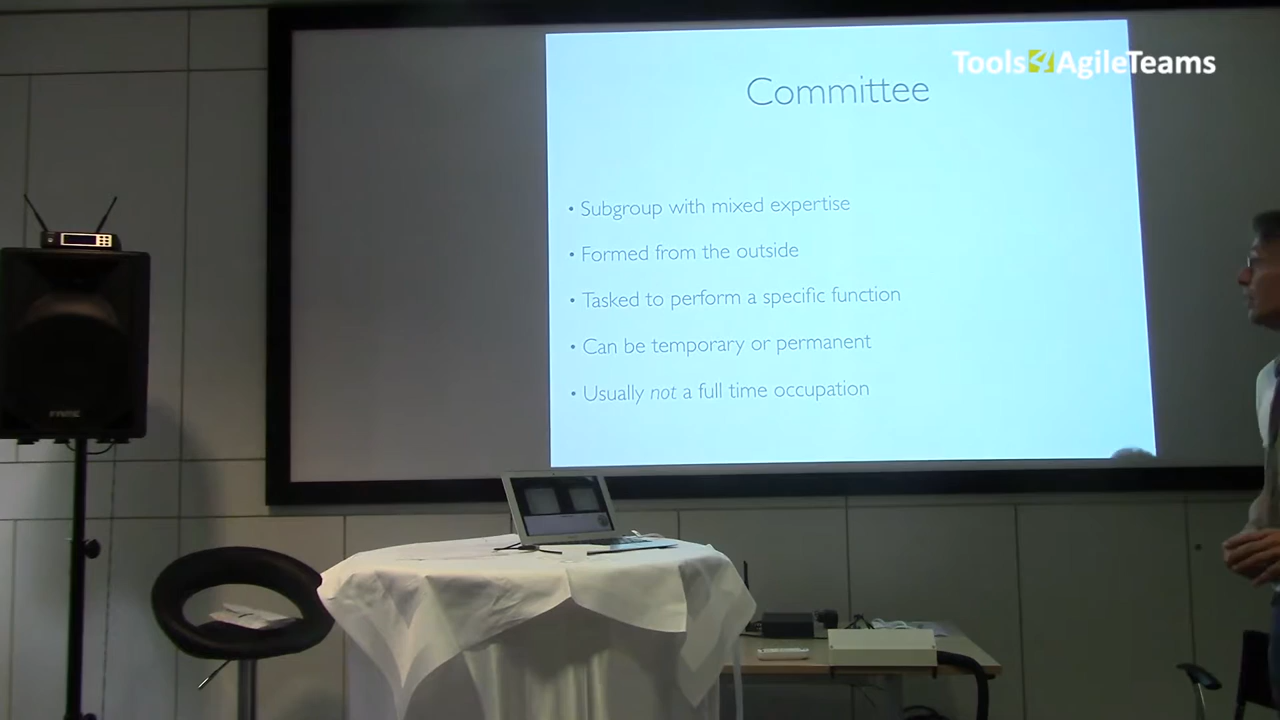 Tools4AgileTeams
Committee
• Subgroup with mixed expertise
• Formed from the outside
• Tasked to perform a specific function
• Can be temporary or permanent
• Usually not a full time occupation
FAME